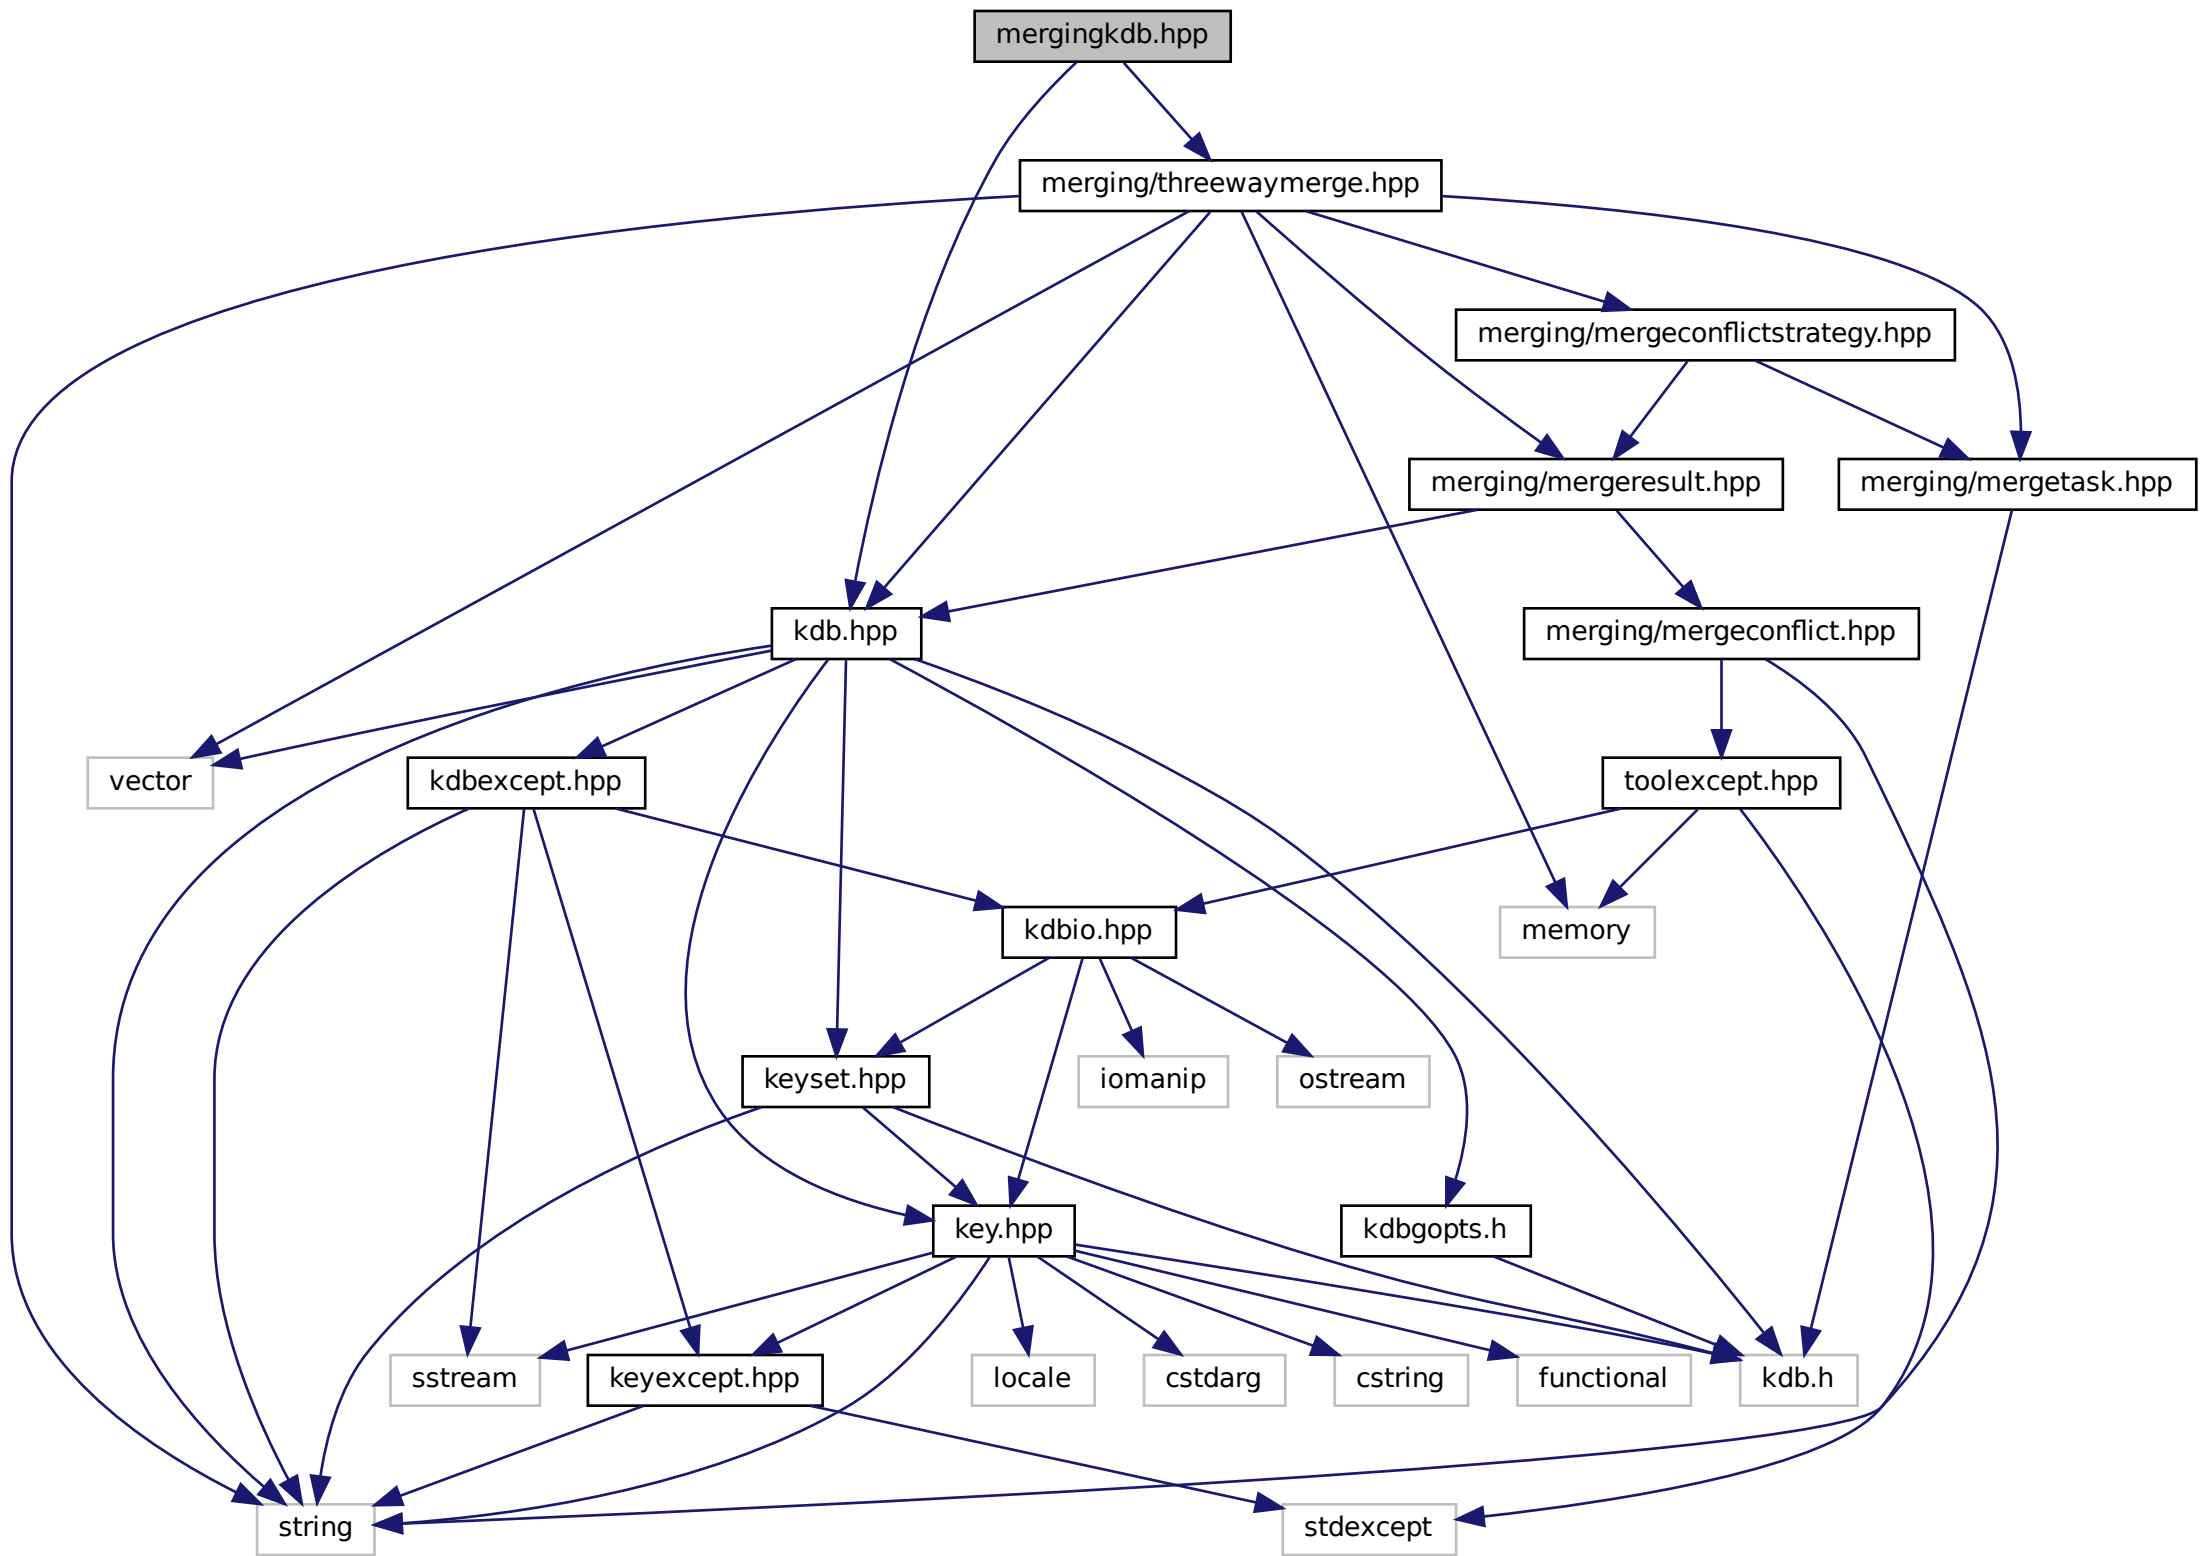 mergingkdb.hpp
merging/threewaymerge.hpp
merging/mergeconflictstrategy.hpp
merging/mergeresult.hpp
merging/mergetask.hpp
kdb.hpp
merging/mergeconflict.hpp
vector
kdbexcept.hpp
toolexcept.hpp
kdbio.hpp
memory
keyset.hpp
iomanip
ostream
key.hpp
kdbgopts.h
sstream
keyexcept.hpp
locale
cstdarg
cstring
functional
kdb.h
string
stdexcept